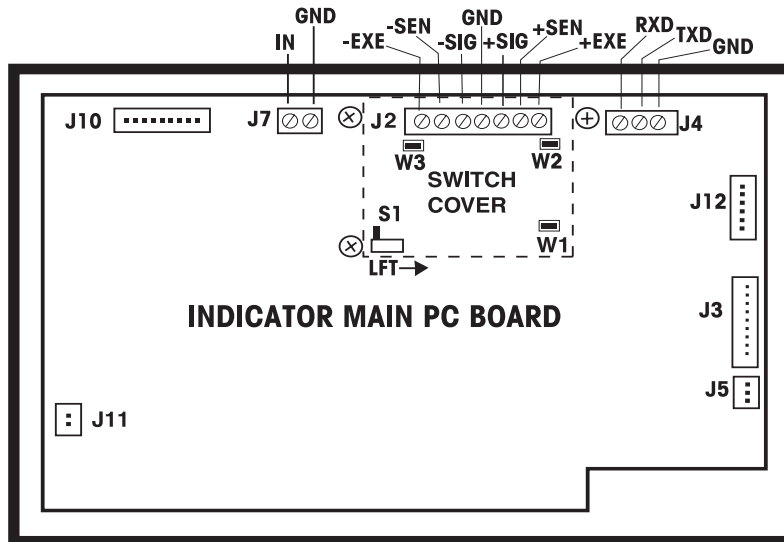 GND
IN
-EXE
-SEN
-SIG
GND
+SIG
+SEN
+EXE
RXD
TXD
GND
J10
J7
J2
J4
W3
W2
SWITCH
COVER
J12
S1
W1
LFT
INDICATOR MAIN PC BOARD
J3
J5
J11